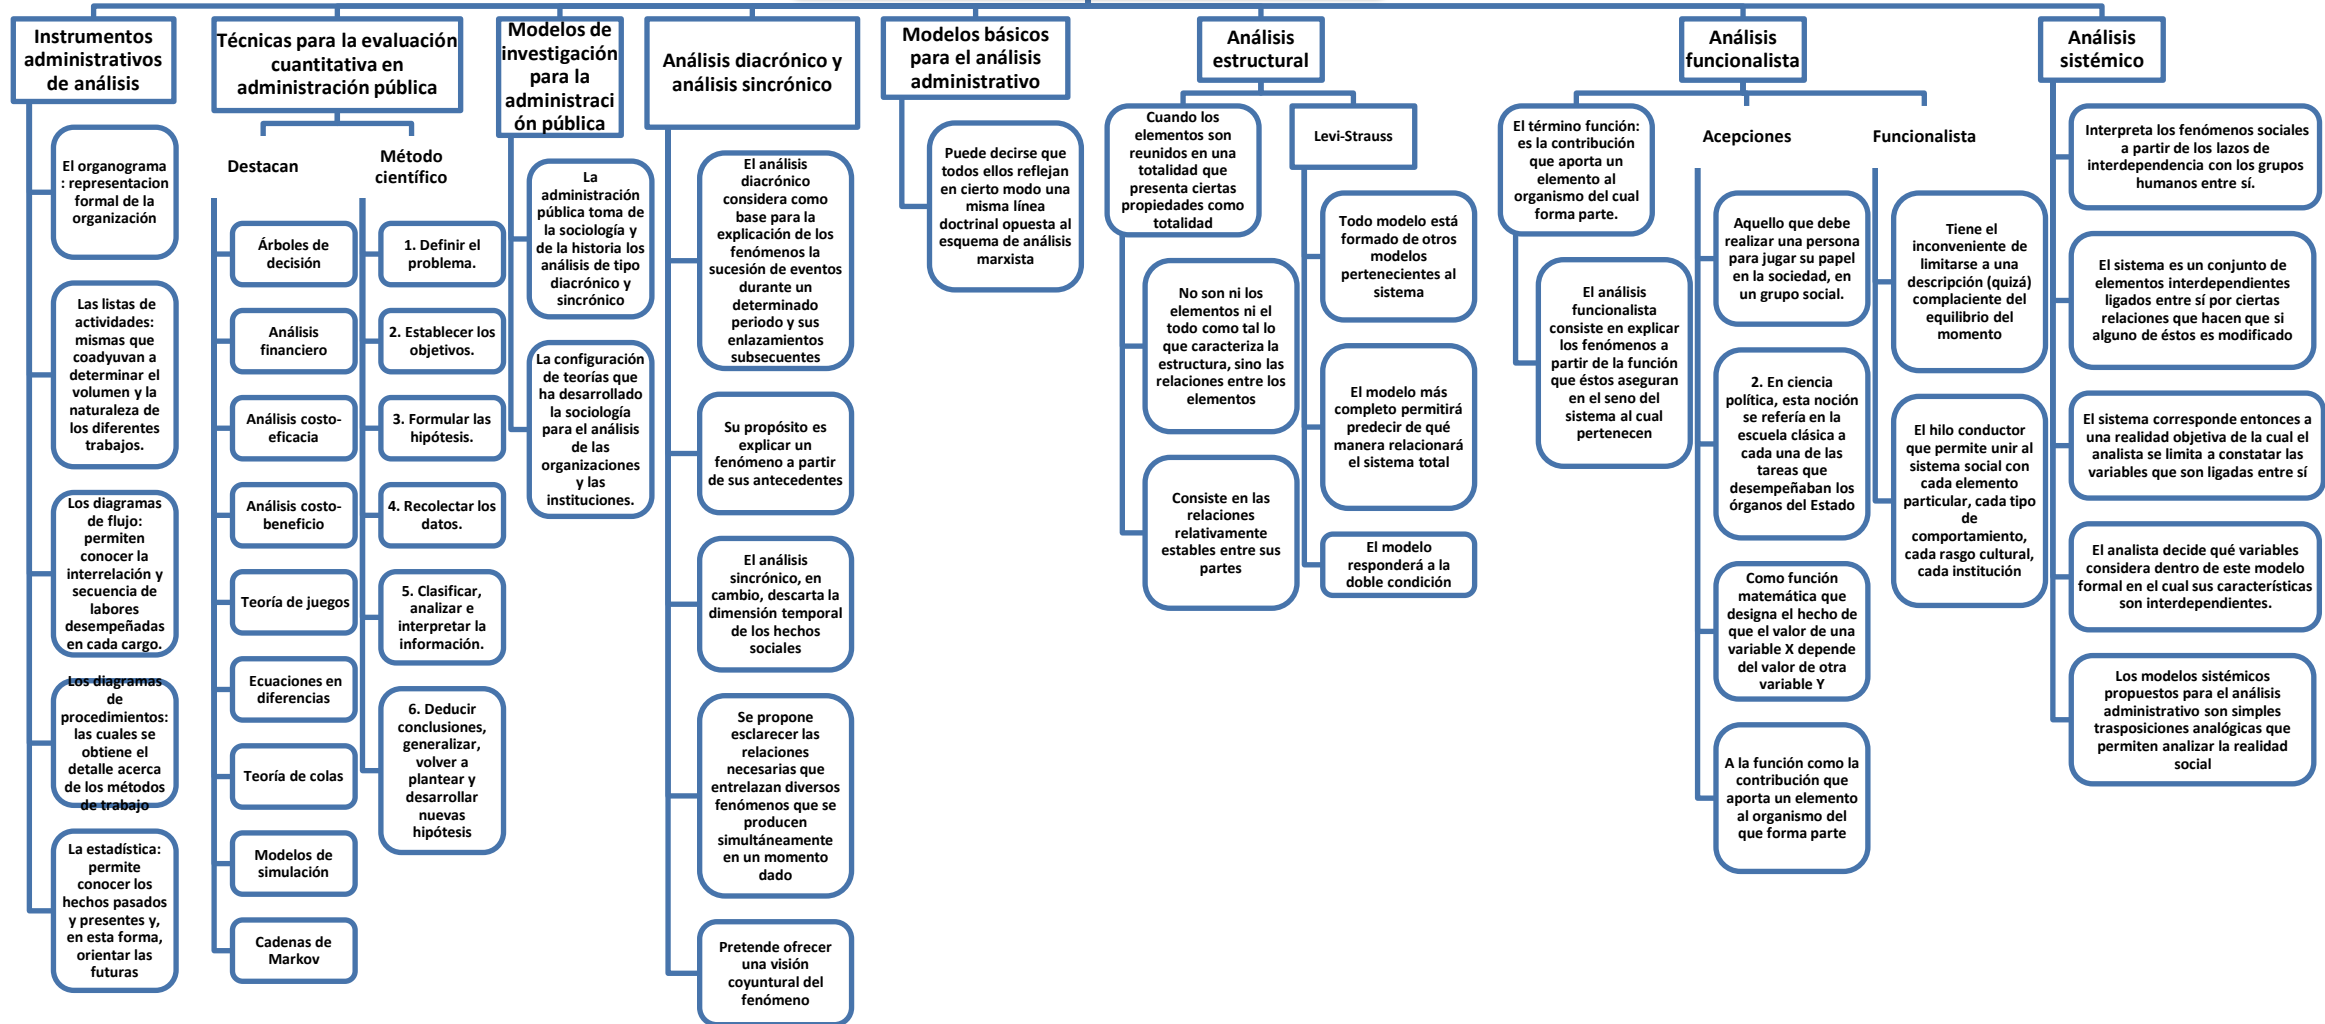 Instrumentos
administrativos
de análisis
El organograma
: representacion
formal de la
organización
Las listas de
actividades:
mismas que
coadyuvan a
determinar el
volumen y la
naturaleza de
los diferentes
trabajos.
Los diagramas
de flujo:
permiten
conocer la
interrelación y
secuencia de
labores
desempeñadas
en cada cargo.
Los diagramas
de
procedimientos:
las cuales se
obtiene el
detalle acerca
de los métodos
de trabajo
La estadística:
permite
conocer los
hechos pasados
y presentes y,
en esta forma,
orientar las
futuras
Técnicas para la evaluación
cuantitativa en
administración pública
Destacan
Árboles de
decisión
Análisis
financiero
Análisis costo-
eficacia
Análisis costo-
beneficio
Teoría de juegos
Ecuaciones en
diferencias
Teoría de colas
Modelos de
simulación
Cadenas de
Markov
Método
científico
1. Definir el
problema.
2. Establecer los
objetivos.
3. Formular las
hipótesis.
4. Recolectar los
datos.
5. Clasificar,
analizar e
interpretar la
información.
6. Deducir
conclusiones,
generalizar,
volver a
plantear y
desarrollar
nuevas
hipótesis
Modelos de
investigación
para la
administraci
ón pública
La
administración
pública toma de
la sociología y
de la historia los
análisis de tipo
diacrónico y
sincrónico
La configuración
de teorías que
ha desarrollado
la sociología
para el análisis
de las
organizaciones
y las
instituciones.
Análisis diacrónico y
análisis sincrónico
El análisis
diacrónico
considera como
base para la
explicación de los
fenómenos la
sucesión de eventos
durante un
determinado
periodo y sus
enlazamientos
subsecuentes
Su propósito es
explicar un
fenómeno a partir
de sus antecedentes
El análisis
sincrónico, en
cambio, descarta la
dimensión temporal
de los hechos
sociales
Se propone
esclarecer las
relaciones
necesarias que
entrelazan diversos
fenómenos que se
producen
simultáneamente
en un momento
dado
Pretende ofrecer
una visión
coyuntural del
fenómeno
Modelos básicos
para el análisis
administrativo
Puede decirse que
todos ellos reflejan
en cierto modo una
misma línea
doctrinal opuesta al
esquema de análisis
marxista
Análisis
estructural
Cuando los
elementos son
reunidos en una
totalidad que
presenta ciertas
propiedades como
totalidad
No son ni los
elementos ni el
todo como tal lo
que caracteriza la
estructura, sino las
relaciones entre los
elementos
Consiste en las
relaciones
relativamente
estables entre sus
partes
Levi-Strauss
Todo modelo está
formado de otros
modelos
pertenecientes al
sistema
El modelo más
completo permitirá
predecir de qué
manera relacionará
el sistema total
El modelo
responderá a la
doble condición
Análisis
funcionalista
El término función:
es la contribución
que aporta un
elemento al
organismo del cual
forma parte.
El análisis
funcionalista
consiste en explicar
los fenómenos a
partir de la función
que éstos aseguran
en el seno del
sistema al cual
pertenecen
Acepciones
Aquello que debe
realizar una persona
para jugar su papel
en la sociedad, en
un grupo social.
2. En ciencia
política, esta noción
se refería en la
escuela clásica a
cada una de las
tareas que
desempeñaban los
órganos del Estado
Como función
matemática que
designa el hecho de
que el valor de una
variable X depende
del valor de otra
variable Y
A la función como la
contribución que
aporta un elemento
al organismo del
que forma parte
Funcionalista
Tiene el
inconveniente de
limitarse a una
descripción (quizá)
complaciente del
equilibrio del
momento
El hilo conductor
que permite unir al
sistema social con
cada elemento
particular, cada tipo
de
comportamiento,
cada rasgo cultural,
cada institución
Análisis
sistémico
Interpreta los fenómenos sociales
a partir de los lazos de
interdependencia con los grupos
humanos entre sí.
El sistema es un conjunto de
elementos interdependientes
ligados entre sí por ciertas
relaciones que hacen que si
alguno de éstos es modificado
El sistema corresponde entonces a
una realidad objetiva de la cual el
analista se limita a constatar las
variables que son ligadas entre sí
El analista decide qué variables
considera dentro de este modelo
formal en el cual sus características
son interdependientes.
Los modelos sistémicos
propuestos para el análisis
administrativo son simples
trasposiciones analógicas que
permiten analizar la realidad
social